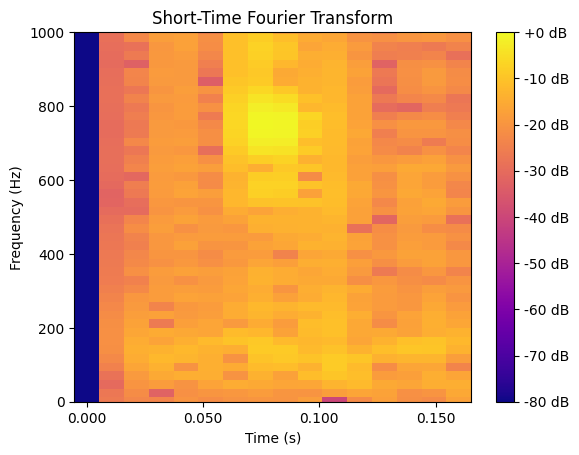 Short-Time Fourier Transform
1000
800
600
400
200
0
Frequency (Hz)
0.000
0.050
0.100
0.150
Time (s)
+0 dB
-10 dB
-20 dB
-30 dB
-40 dB
-50 dB
-60 dB
-70 dB
-80 dB